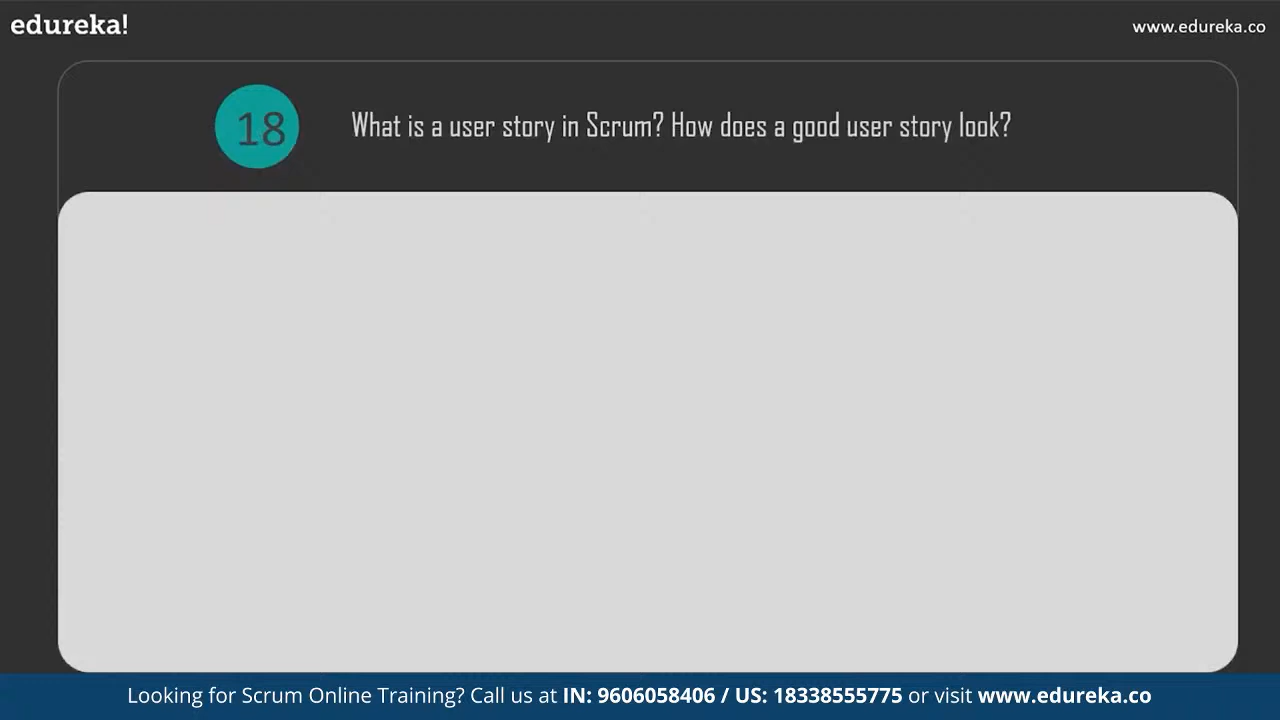 edureka!
www.edureka.co
18
What is a user story in Scrum? How does a good user story look?
Looking for Scrum Online Training? Call us at IN: 9606058406 / US: 18338555775 or visit www.edureka.co